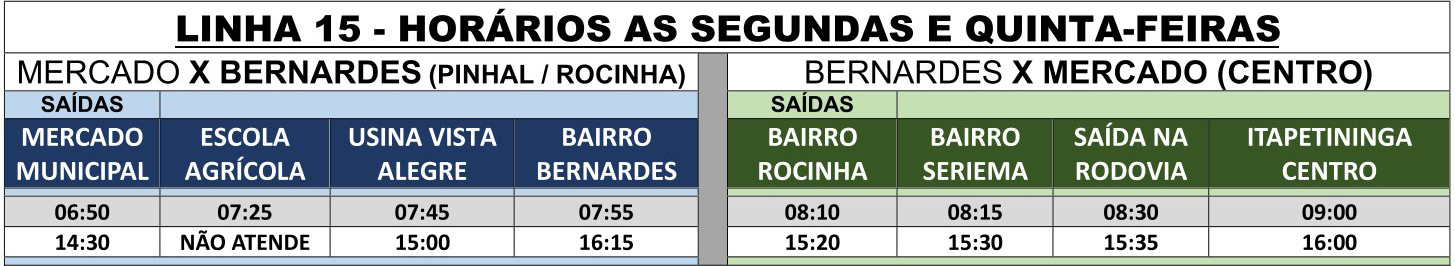 LINHA 15 - HORÁRIOS AS SEGUNDAS E QUINTA-FEIRAS
MERCADO X BERNARDES (PINHAL / ROCINHA) BERNARDES X MERCADO (CENTRO)
SAÍDAS SAÍDAS
MERCADO ESCOLA USINA VISTA BAIRRO BAIRRO BAIRRO SAÍDA NA ITAPETININGA
MUNICIPAL AGRÍCOLA ALEGRE BERNARDES ROCINHA SERIEMA RODOVIA CENTRO
06:50 07:25 07:45 07:55 08:10 08:15 08:30 09:00
14:30 NÃO ATENDE 15:00 16:15 15:20 15:30 15:35 16:00